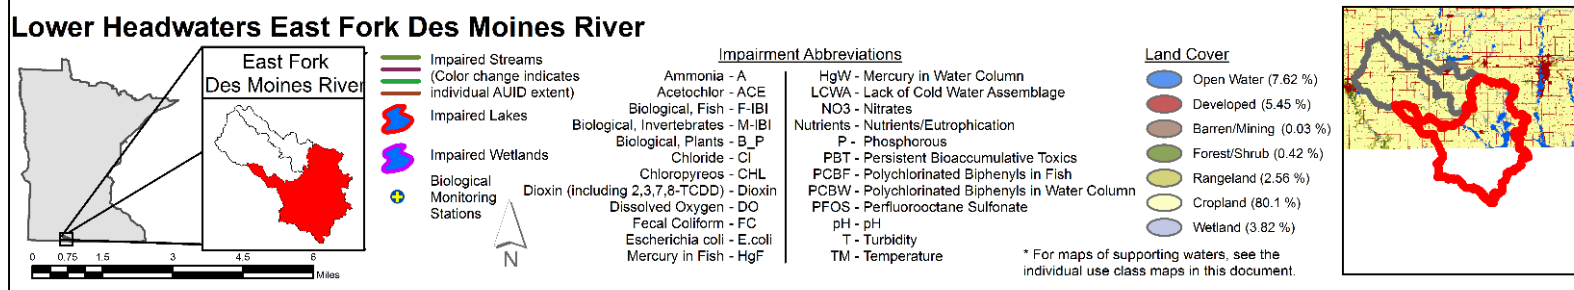 Lower Headwaters East Fork Des Moines River
East Fork
Des Moines River
0 0.75 1.5 3 4.5 6
Miles
Impaired Streams
(Color change indicates
individual AUID extent)
Impaired Lakes
Impaired Wetlands
Biological
Monitoring
Stations
N
Impairment Abbreviations
Ammonia - A
Acetochlor - ACE
Biological, Fish - F-IBI
Biological, Invertebrates - M-IBI
Biological, Plants - B_P
Chloride - Cl
Chloropyreos - CHL
Dioxin (including 2,3,7,8-TCDD) - Dioxin
Dissolved Oxygen - DO
Fecal Coliform - FC
Escherichia coli - E.coli
Mercury in Fish - HgF
HgW - Mercury in Water Column
LCWA - Lack of Cold Water Assemblage
NO3 - Nitrates
Nutrients - Nutrients/Eutrophication
P - Phosphorous
PBT - Persistent Bioaccumulative Toxics
PCBF - Polychlorinated Biphenyls in Fish
PCBW - Polychlorinated Biphenyls in Water Column
PFOS - Perfluorooctane Sulfonate
pH - pH
T - Turbidity
TM - Temperature
Land Cover
Open Water (7.62 %)
Developed (5.45 %)
Barren/Mining (0.03 %)
Forest/Shrub (0.42 %)
Rangeland (2.56 %)
Cropland (80.1 %)
Wetland (3.82 %)
* For maps of supporting waters, see the
individual use class maps in this document.